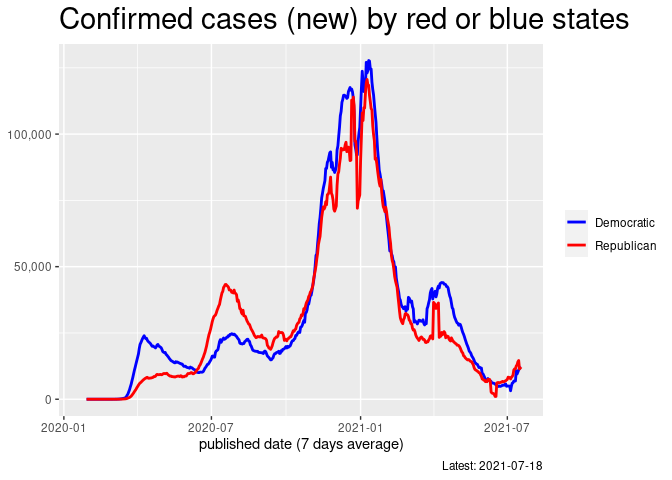 Confirmed cases (new) by red or blue states
100,000
50,000
0
2020-01
2020-07
2021-01
2021-07
published date (7 days average)
Democratic
Republican
Latest: 2021-07-18